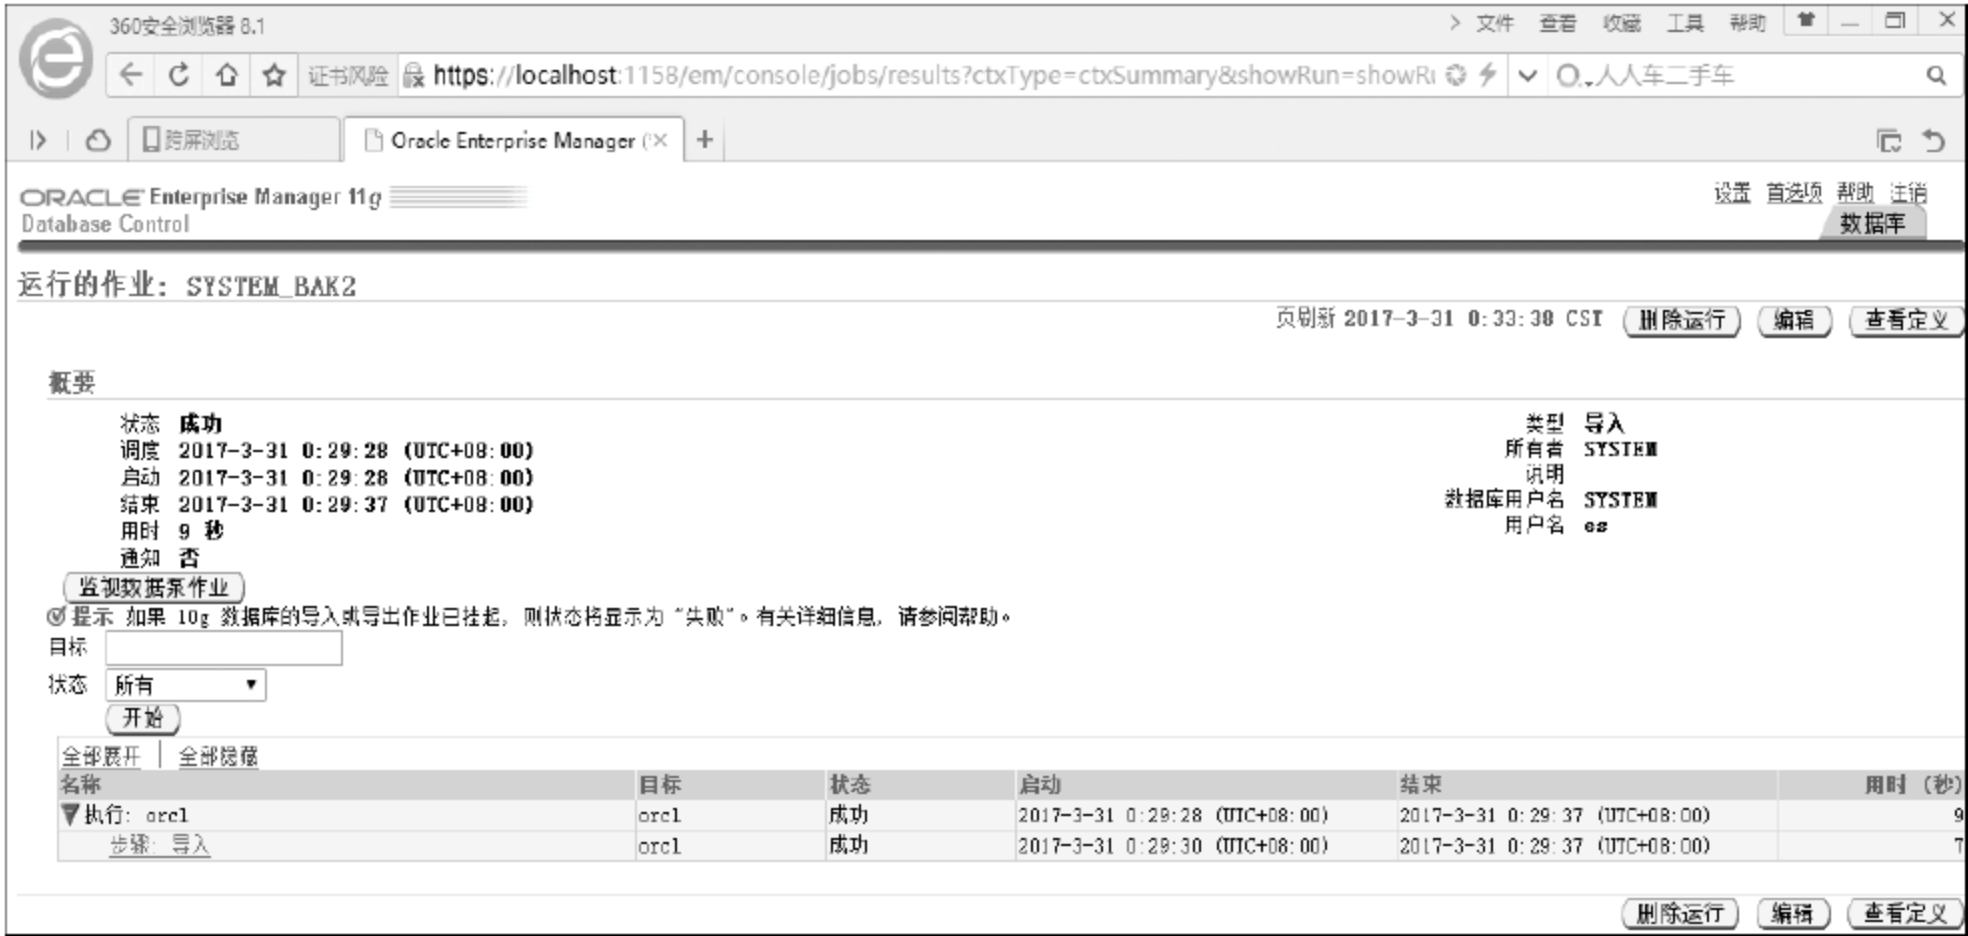 360安全浏览器 8.1
文件 查看 收藏 工具 帮助
证书风险 https://localhost:1158/em/console/jobs/results?ctxType=ctxSummary&showRun=showRu 人人车二手车
跨屏浏览 Oracle Enterprise Manager (
ORACLE Enterprise Manager 11g
Database Control
设置 首选项 帮助 注销
数据库
运行的作业: SYSTEM_BAK2
页刷新 2017-3-31 0:33:38 CST 删除运行 编辑 查看定义
概要
状态 成功
调度 2017-3-31 0:29:28 (UTC+08:00)
启动 2017-3-31 0:29:28 (UTC+08:00)
结束 2017-3-31 0:29:37 (UTC+08:00)
用时 9 秒
通知 否
类型 导入
所有者 SYSTEM
说明
数据库用户名 SYSTEM
用户名 es
监视数据泵作业
提示 如果 10g 数据库的导入或导出作业已挂起, 则状态将显示为“失败”。有关详细信息, 请参阅帮助。
目标
状态 所有
开始
全部展开 | 全部隐藏
名称 目标 状态 启动 结束 用时 (秒)
执行: orcl orcl 成功 2017-3-31 0:29:28 (UTC+08:00) 2017-3-31 0:29:37 (UTC+08:00) 9
步骤: 导入 orcl 成功 2017-3-31 0:29:30 (UTC+08:00) 2017-3-31 0:29:37 (UTC+08:00) 7
删除运行 编辑 查看定义